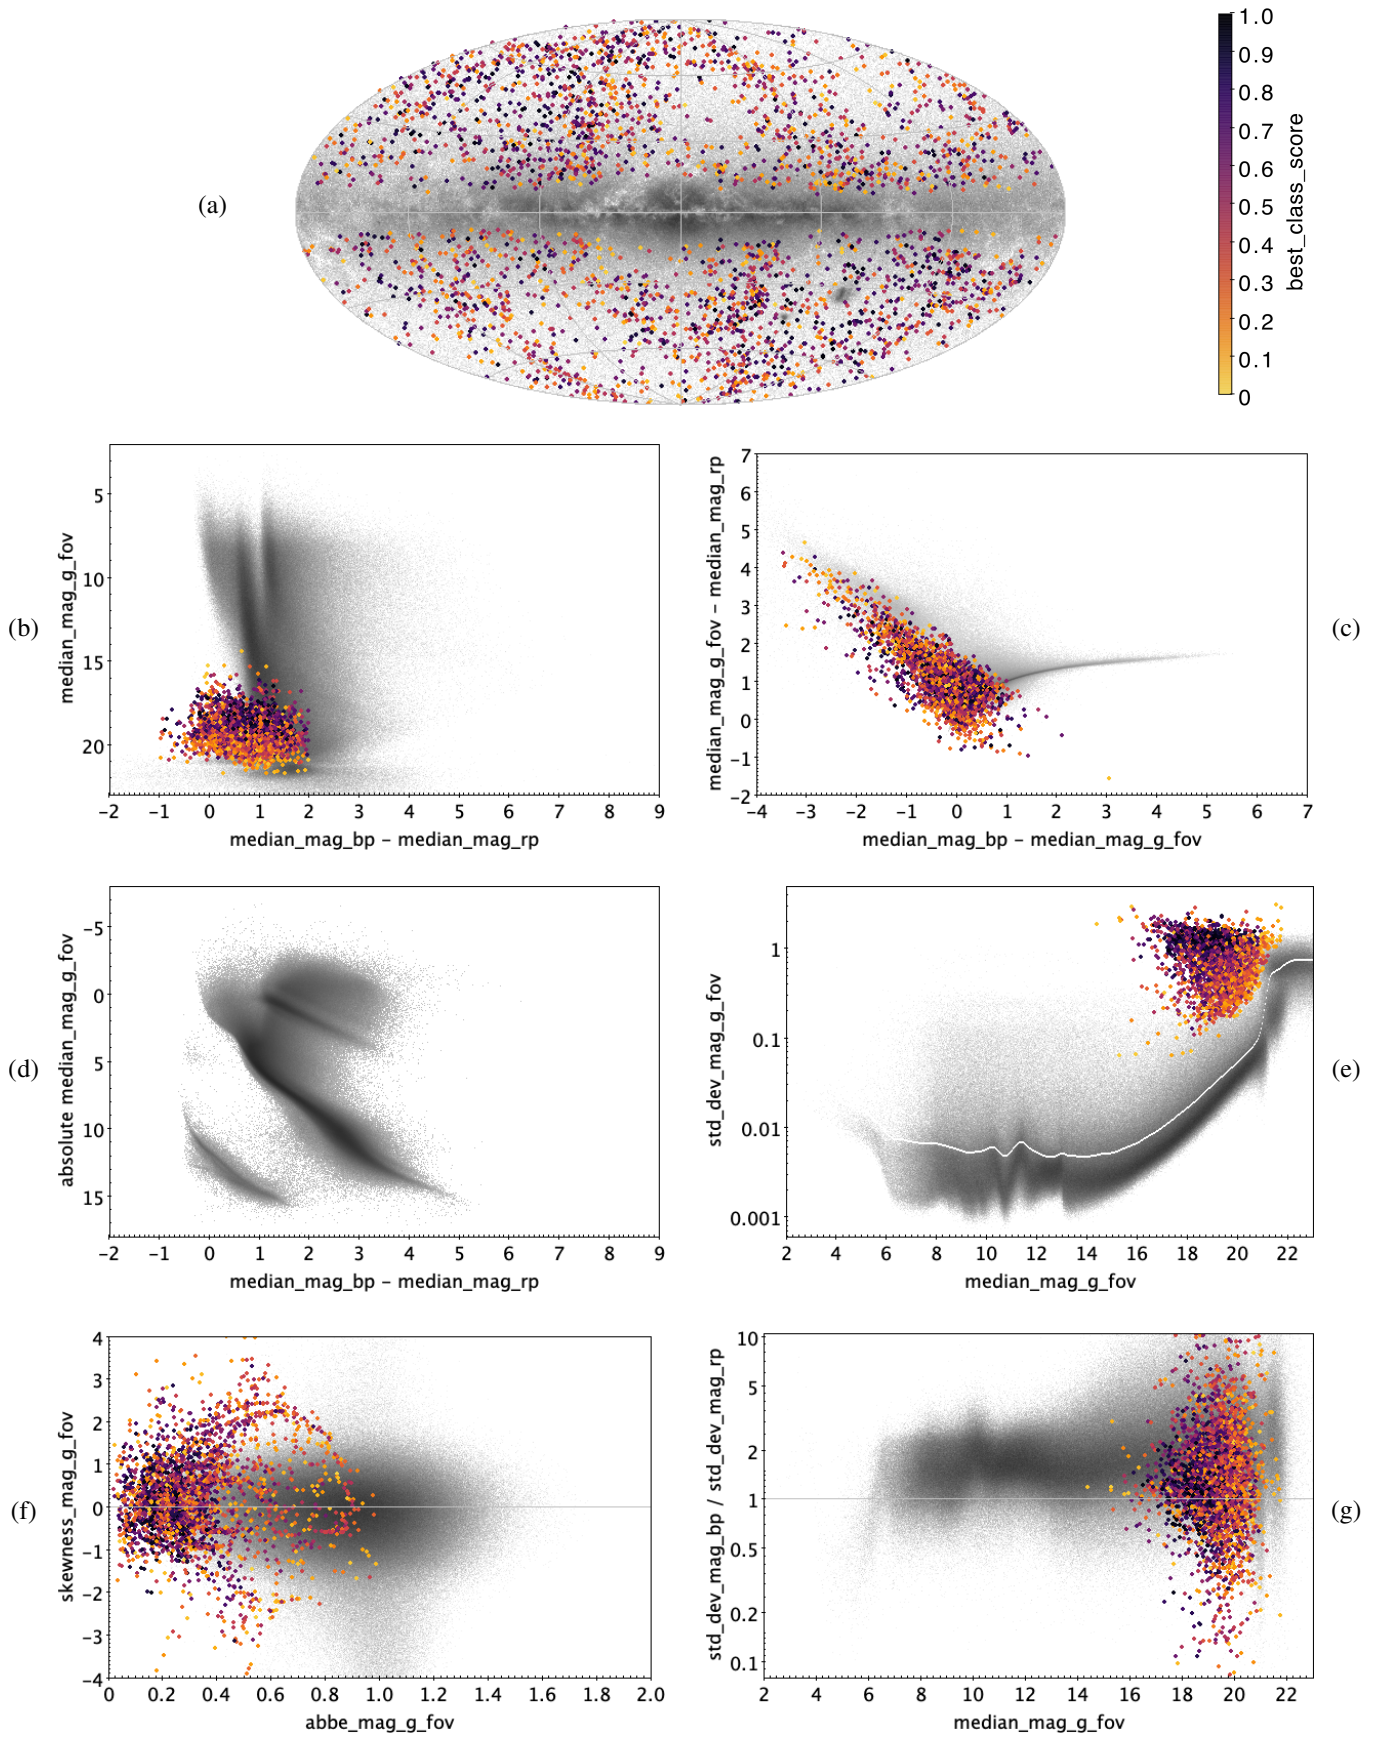 (a)
1.0
0.9
0.8
0.7
0.6
0.5
0.4
0.3
0.2
0.1
0
best_class_score
(b)
median_mag_g_fov
5
10
15
20
−2 −1 0 1 2 3 4 5 6 7 8 9
median_mag_bp − median_mag_rp
(c)
median_mag_g_fov − median_mag_rp
7
6
5
4
3
2
1
0
−1
−2
−4 −3 −2 −1 0 1 2 3 4 5 6 7
median_mag_bp − median_mag_g_fov
(d)
absolute median_mag_g_fov
−5
0
5
10
15
−2 −1 0 1 2 3 4 5 6 7 8 9
median_mag_bp − median_mag_rp
(e)
std_dev_mag_g_fov
1
0.1
0.01
0.001
2 4 6 8 10 12 14 16 18 20 22
median_mag_g_fov
(f)
skewness_mag_g_fov
4
3
2
1
0
−1
−2
−3
−4
0 0.2 0.4 0.6 0.8 1.0 1.2 1.4 1.6 1.8 2.0
abbe_mag_g_fov
(g)
std_dev_mag_bp / std_dev_mag_rp
10
5
2
1
0.5
0.2
0.1
2 4 6 8 10 12 14 16 18 20 22
median_mag_g_fov